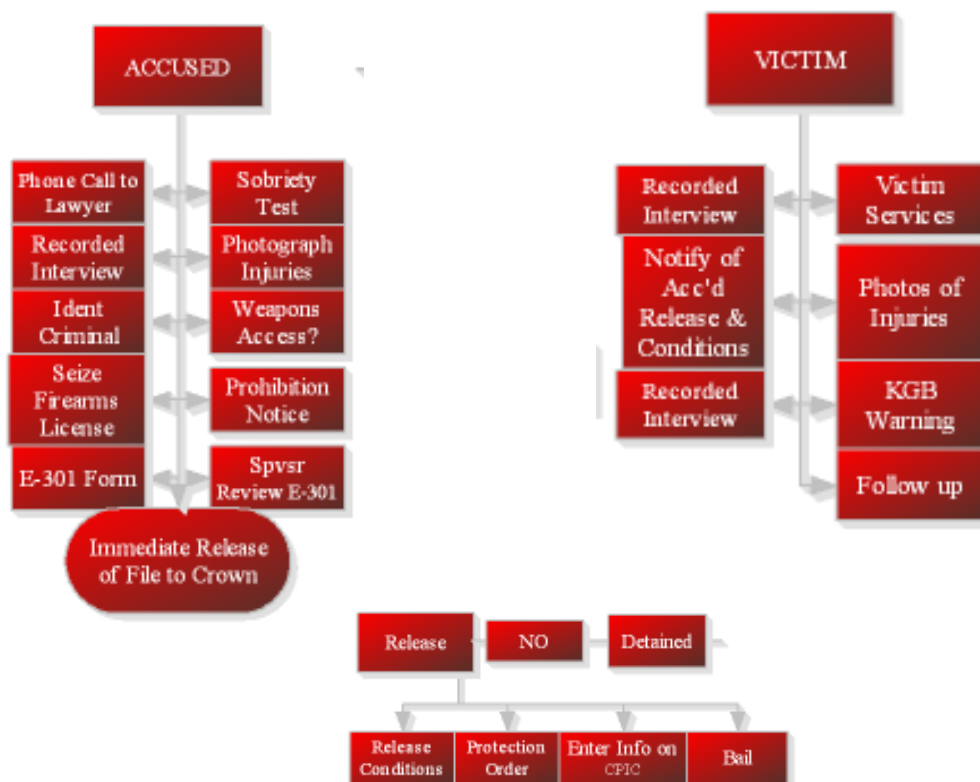 ACCUSED
Phone Call to
Lawyer
Sobriety
Test
Recorded
Interview
Photograph
Injuries
Ident
Criminal
Weapons
Access?
Seize
Firearms
License
Prohibition
Notice
E-301 Form
Spvsr
Review E-301
Immediate Release
of File to Crown
VICTIM
Recorded
Interview
Victim
Services
Notify of
Acc'd
Release &
Conditions
Photos of
Injuries
Recorded
Interview
KGB
Warning
Follow up
Release
NO
Detained
Release
Conditions
Protection
Order
Enter Info on
CPIC
Bail